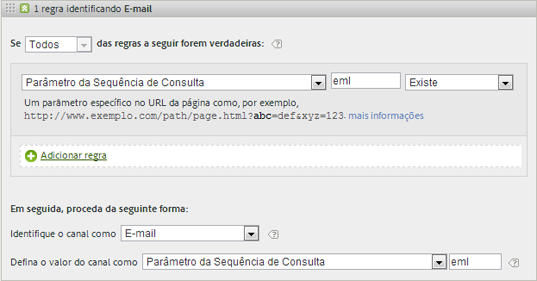 1 regra identificando E-mail
Se Todos das regras a seguir forem verdadeiras:
Parâmetro da Sequência de Consulta eml Existe
Um parâmetro específico no URL da página como, por exemplo,
http://www.exemplo.com/path/page.html?abc=def&xyz=123. mais informações
Adicionar regra
Em seguida, proceda da seguinte forma:
Identifique o canal como E-mail
Defina o valor do canal como Parâmetro da Sequência de Consulta eml